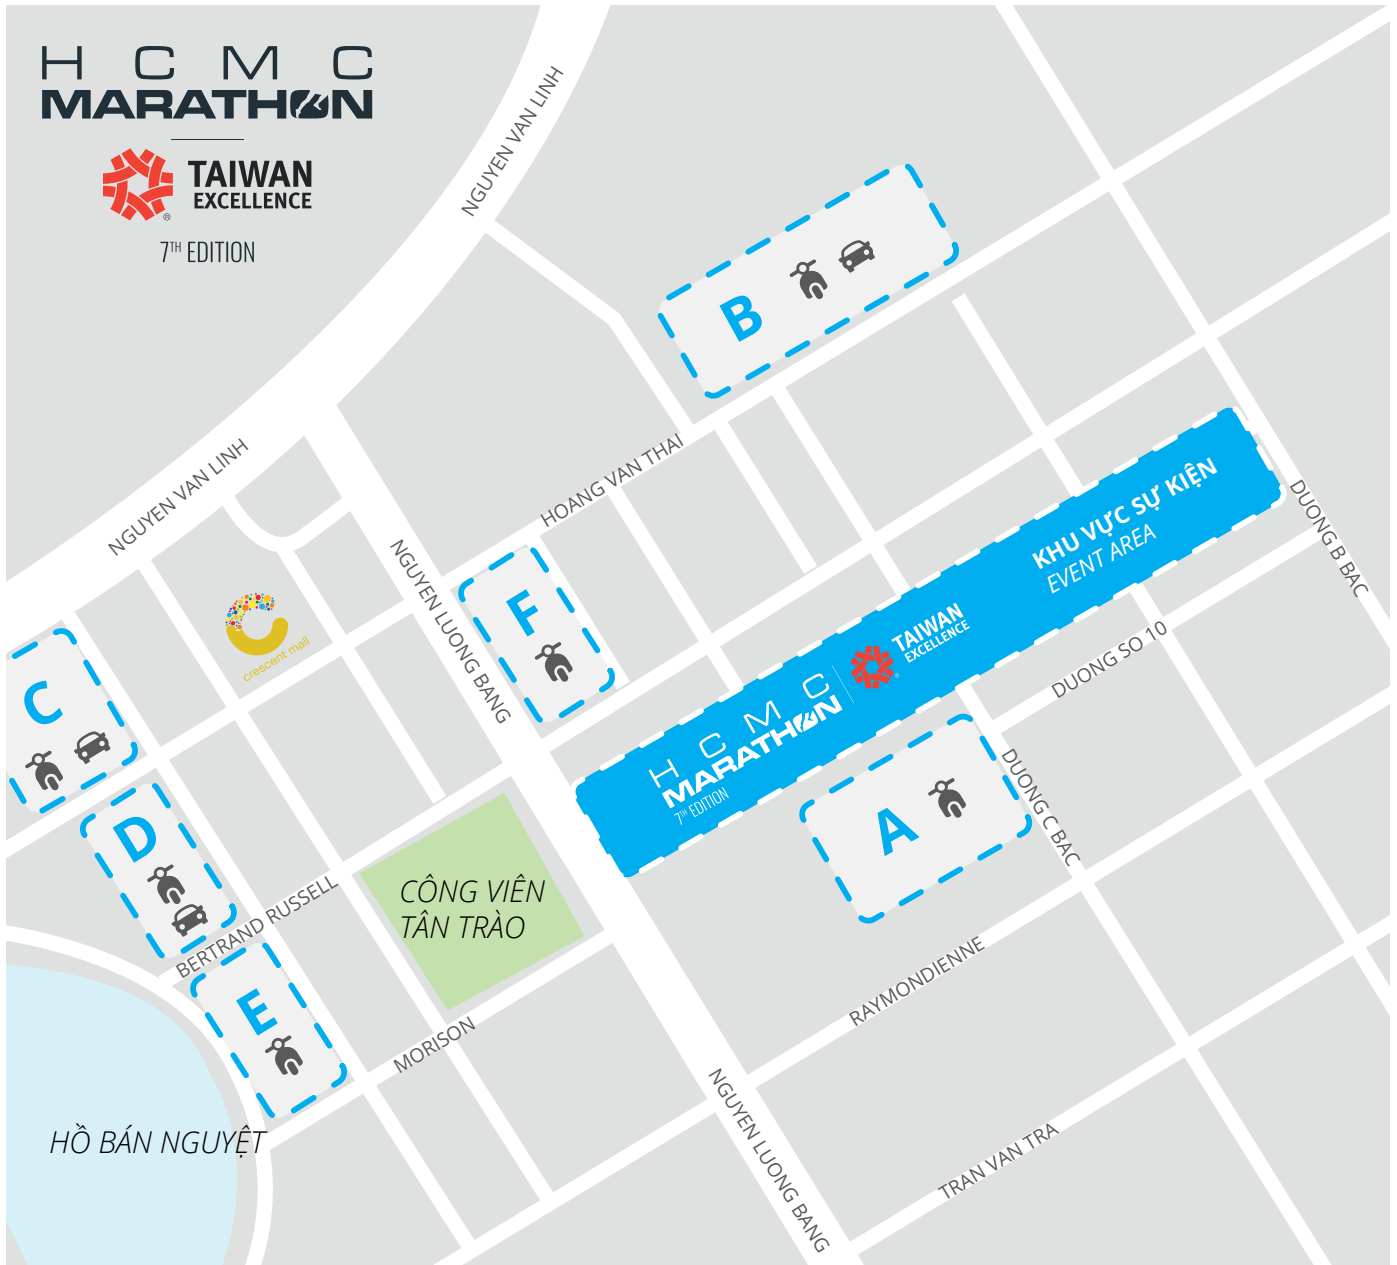 H C M C
MARATHON
TAIWAN
EXCELLENCE
®
7TH EDITION
NGUYEN VAN LINH
B
HOANG VAN THAI
NGUYEN VAN LINH
KHU VỰC SỰ KIỆN
EVENT AREA
DUONG B BAC
NGUYEN LUONG BANG
F
crescent mall
C
TAIWAN
EXCELLENCE
H C M C
MARATHON
7TH EDITION
DUONG SO 10
A
DUONG C BAC
D
BERTRAND RUSSELL
CÔNG VIÊN
TÂN TRÀO
E
MORISON
RAYMONDIENNE
HỒ BÁN NGUYỆT
NGUYEN LUONG BANG
TRAN VAN TRA